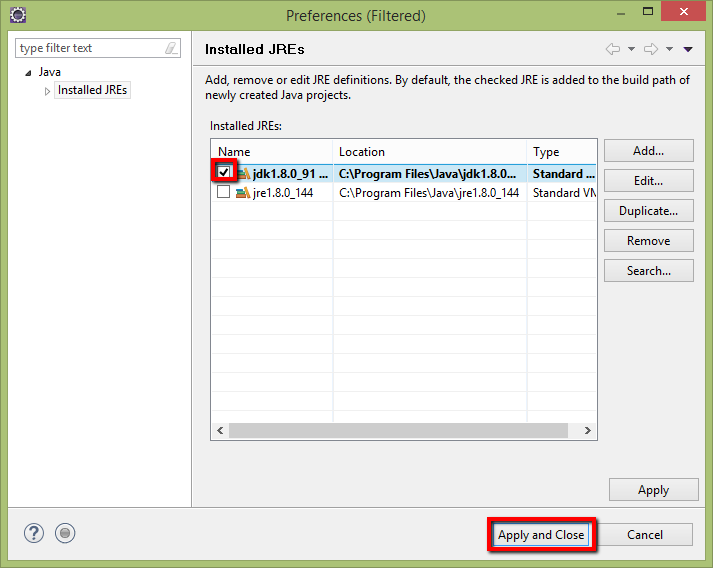 Preferences (Filtered)
type filter text
Java
Installed JREs
Installed JREs
Add, remove or edit JRE definitions. By default, the checked JRE is added to the build path of
newly created Java projects.
Installed JREs:
Name Location Type
jdk1.8.0_91 ... C:\Program Files\Java\jdk1.8.0... Standard ...
jre1.8.0_144 C:\Program Files\Java\jre1.8.0_144 Standard VM
Add...
Edit...
Duplicate...
Remove
Search...
Apply
? Apply and Close Cancel